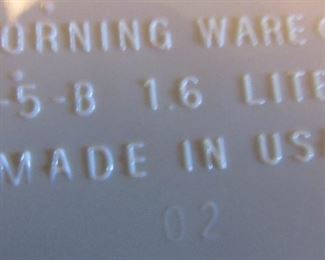 ORNING WARE
-5-B 1.6 LITE
MADE IN US
02